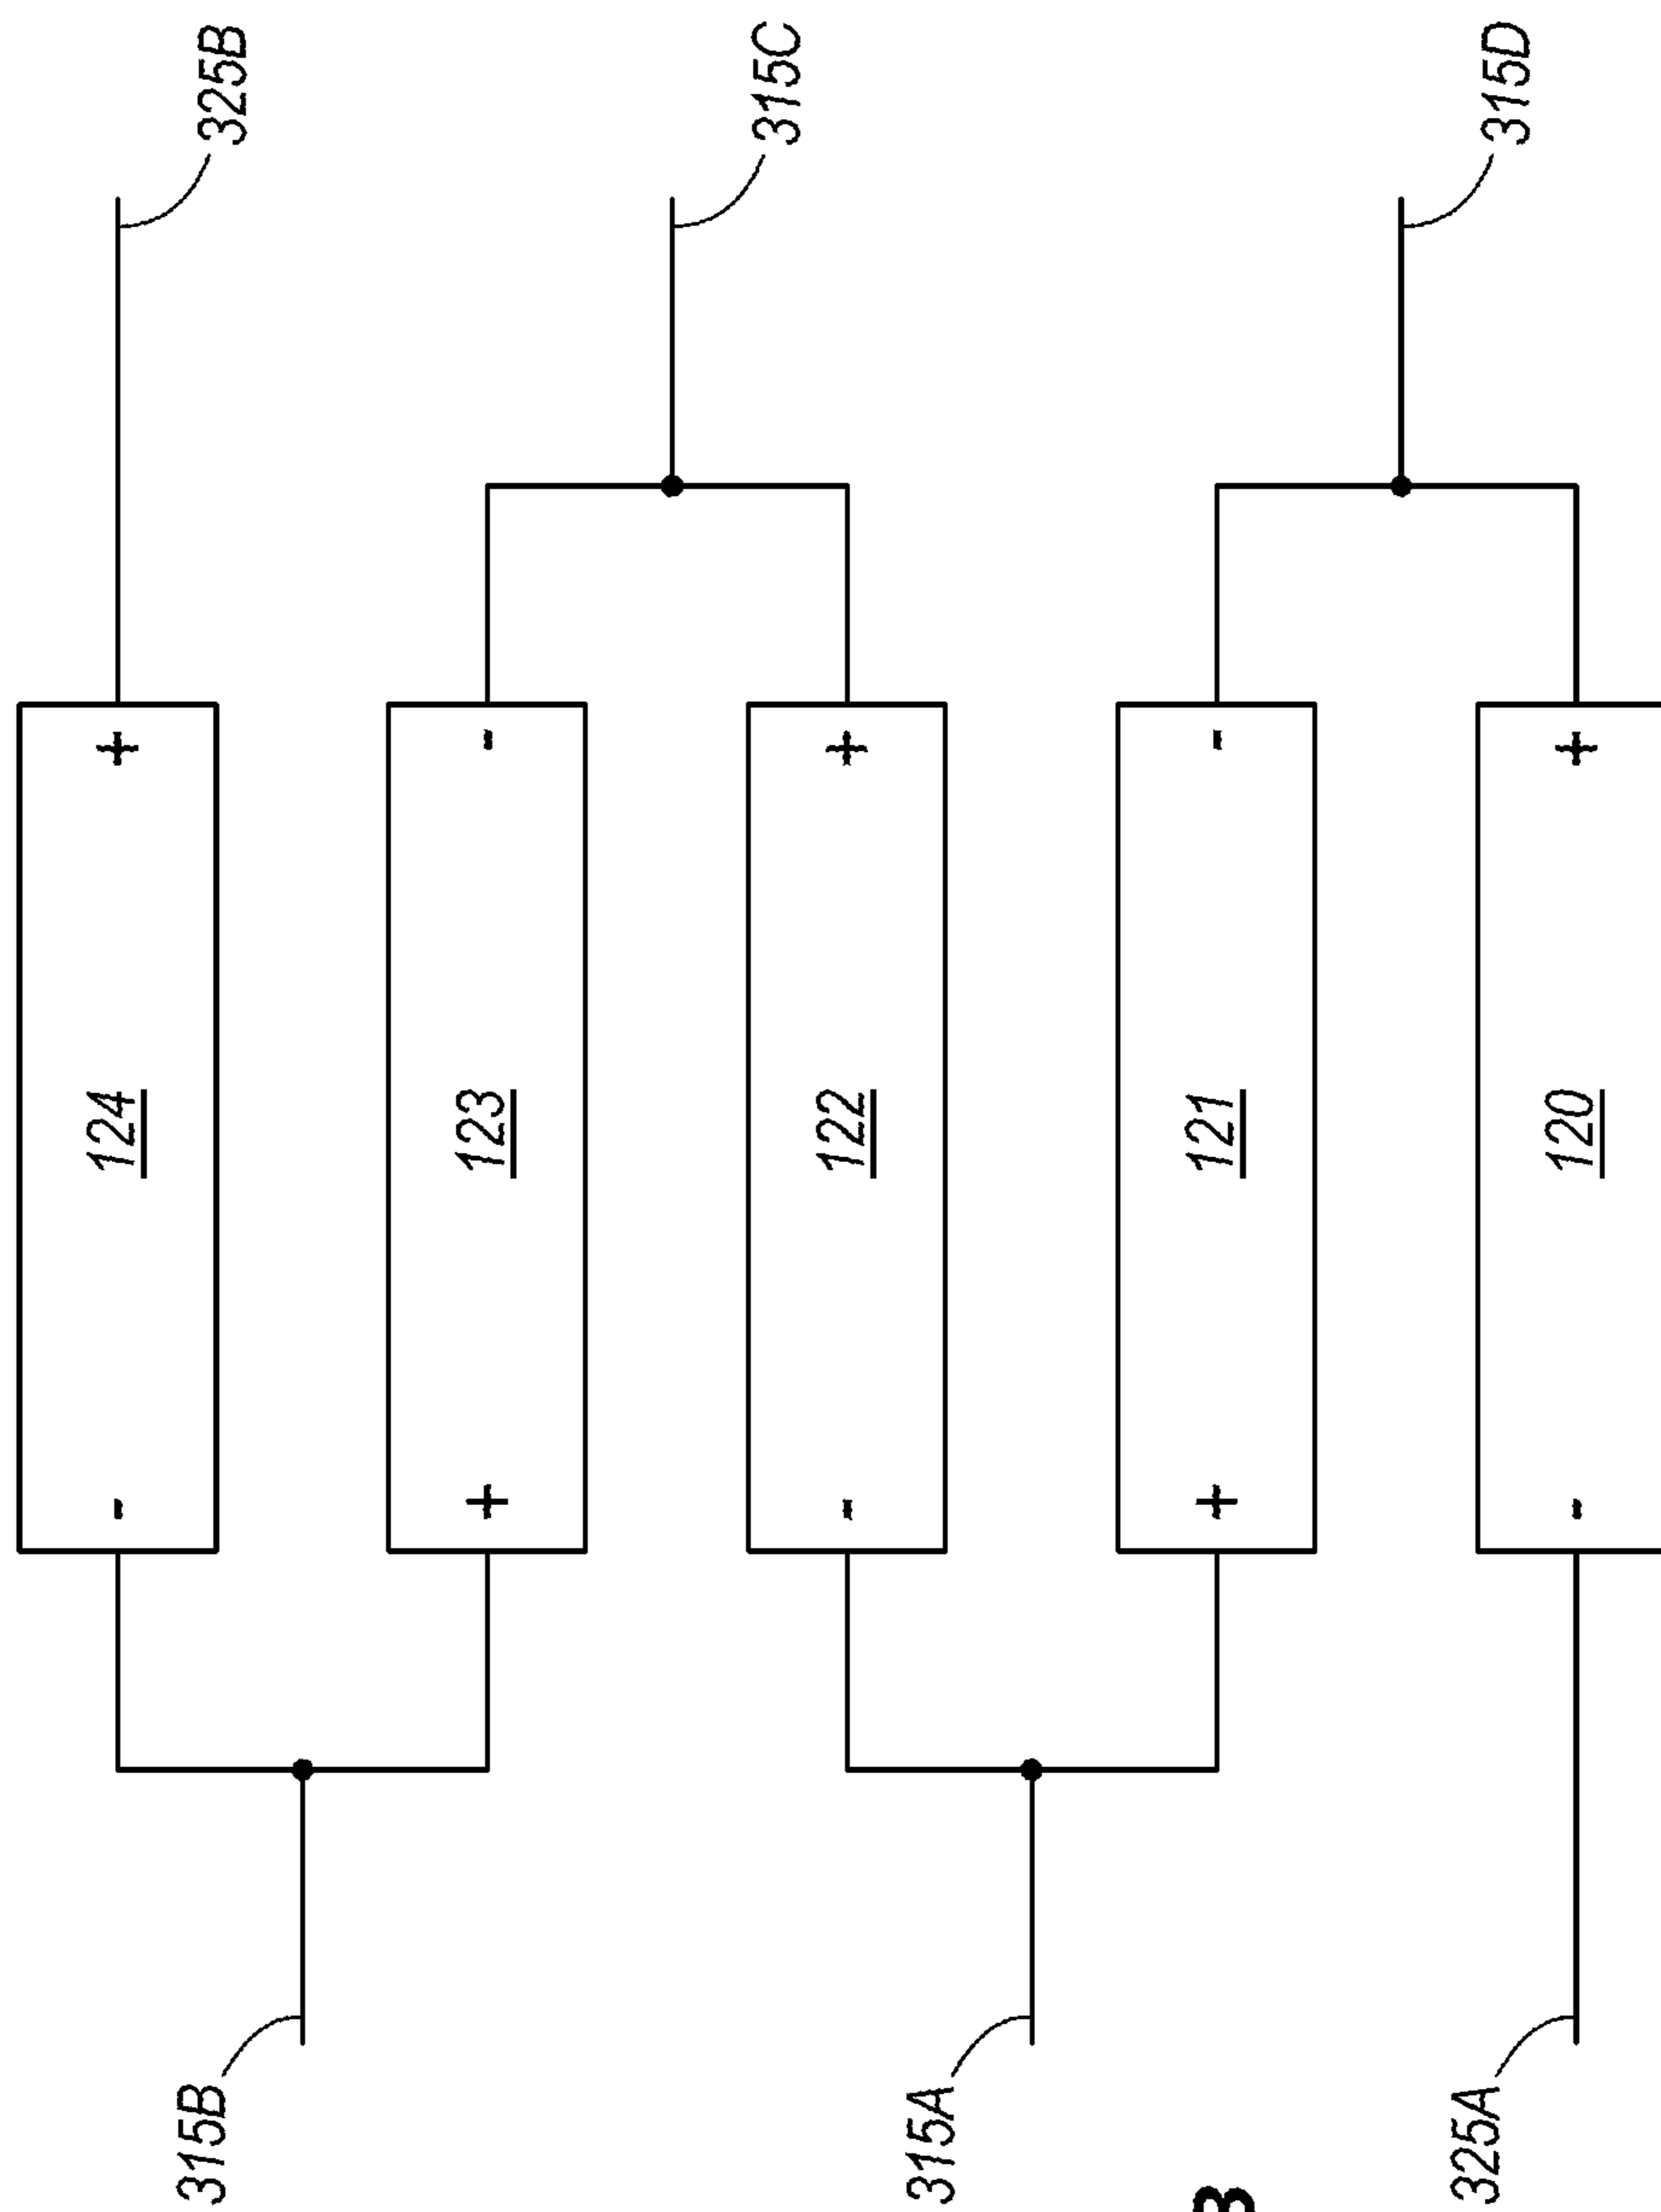 - 124 +
315B
325B
+ 123 -
315C
- 122 +
315A
+ 121 -
325A
315D
- 120 +